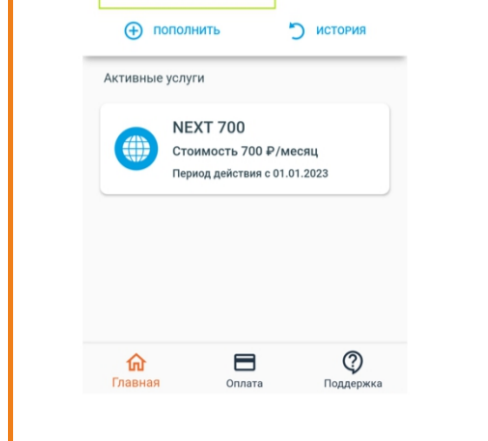 ПОПОЛНИТЬ ИСТОРИЯ
Активные услуги
NEXT 700
Стоимость 700 ₽/месяц
Период действия с 01.01.2023
Главная Оплата Поддержка